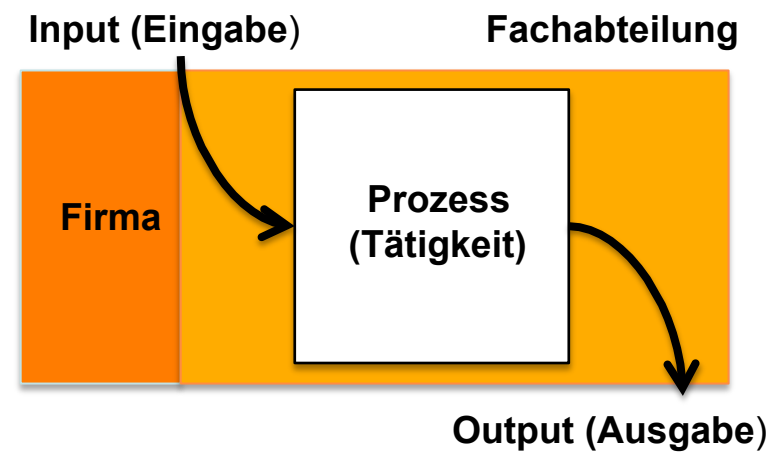 Input (Eingabe)
Fachabteilung
Firma
Prozess
(Tätigkeit)
Output (Ausgabe)